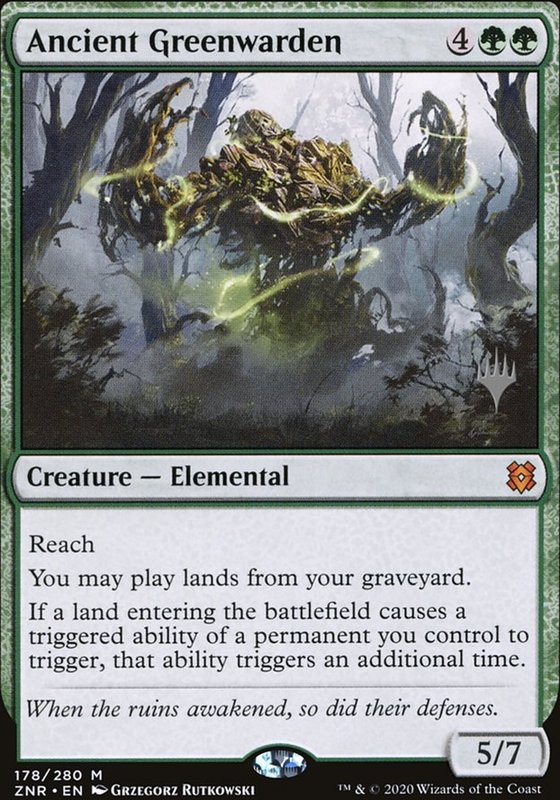 Ancient Greenwarden 4
Creature — Elemental
Reach
You may play lands from your graveyard.
If a land entering the battlefield causes a
triggered ability of a permanent you control to
trigger, that ability triggers an additional time.
When the ruins awakened, so did their defenses.
5/7
178/280 M
ZNR • EN Grzegorz Rutkowski
™ & © 2020 Wizards of the Coast